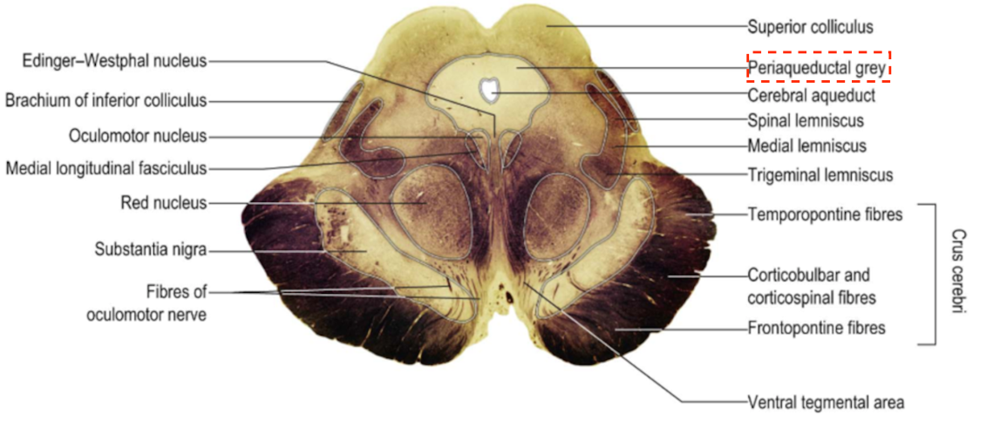 Edinger–Westphal nucleus
Brachium of inferior colliculus
Oculomotor nucleus
Medial longitudinal fasciculus
Red nucleus
Substantia nigra
Fibres of
oculomotor nerve
Superior colliculus
Periaqueductal grey
Cerebral aqueduct
Spinal lemniscus
Medial lemniscus
Trigeminal lemniscus
Temporopontine fibres
Corticobulbar and
corticospinal fibres
Frontopontine fibres
Ventral tegmental area
Crus cerebri